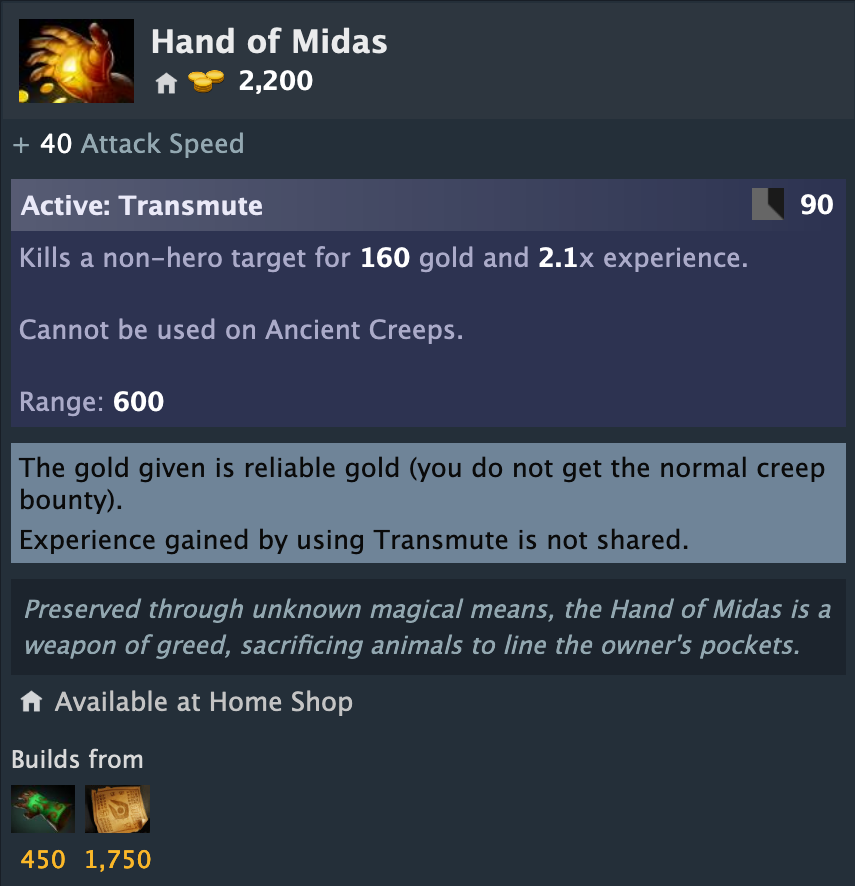 Hand of Midas
2,200
+ 40 Attack Speed
Active: Transmute 90
Kills a non-hero target for 160 gold and 2.1x experience.
Cannot be used on Ancient Creeps.
Range: 600
The gold given is reliable gold (you do not get the normal creep
bounty).
Experience gained by using Transmute is not shared.
Preserved through unknown magical means, the Hand of Midas is a
weapon of greed, sacrificing animals to line the owner's pockets.
Available at Home Shop
Builds from
450 1,750